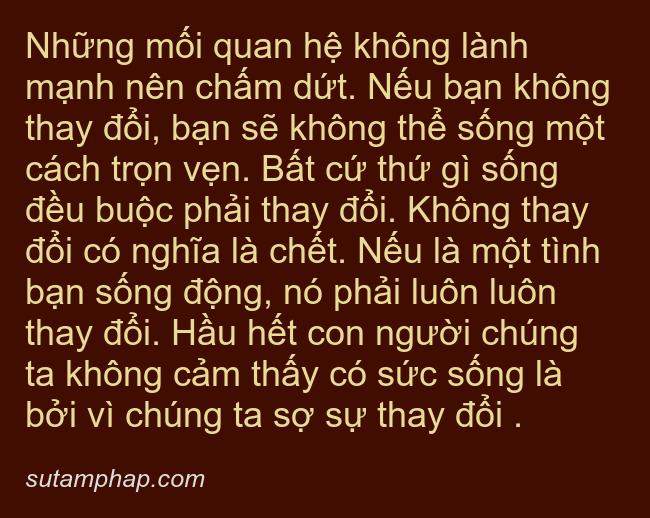 Những mối quan hệ không lành
mạnh nên chấm dứt. Nếu bạn không
thay đổi, bạn sẽ không thể sống một
cách trọn vẹn. Bất cứ thứ gì sống
đều buộc phải thay đổi. Không thay
đổi có nghĩa là chết. Nếu là một tình
bạn sống động, nó phải luôn luôn
thay đổi. Hầu hết con người chúng
ta không cảm thấy có sức sống là
bởi vì chúng ta sợ sự thay đổi .
sutamphap.com